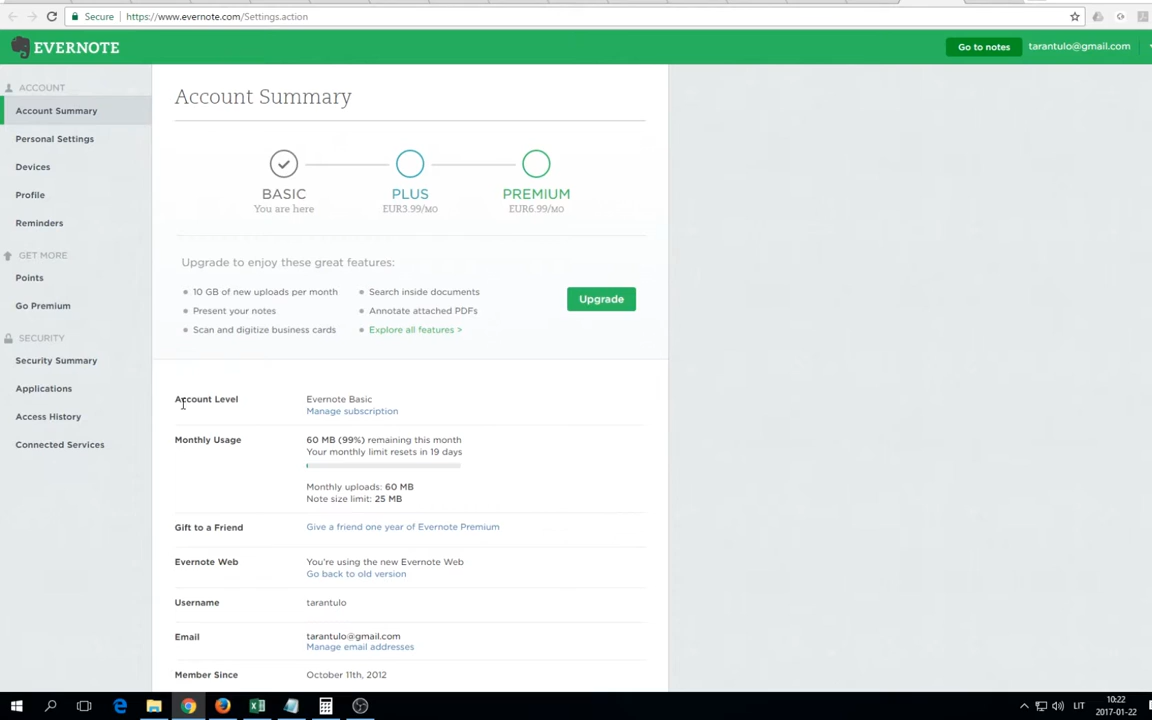 Secure https://www.evernote.com/Settings.action
EVERNOTE
Go to notes tarantulo@gmail.com
ACCOUNT
Account Summary
Personal Settings
Devices
Profile
Reminders
GET MORE
Points
Go Premium
SECURITY
Security Summary
Applications
Access History
Connected Services
Account Summary
BASIC PLUS PREMIUM
You are here EUR3.99/MO EUR6.99/MO
Upgrade to enjoy these great features:
10 GB of new uploads per month
Present your notes
Scan and digitize business cards
Search inside documents
Annotate attached PDFs
Explore all features >
Upgrade
Account Level Evernote Basic
Manage subscription
Monthly Usage 60 MB (99%) remaining this month
Your monthly limit resets in 19 days
Monthly uploads: 60 MB
Note size limit: 25 MB
Gift to a Friend Give a friend one year of Evernote Premium
Evernote Web You're using the new Evernote Web
Go back to old version
Username tarantulo
Email tarantulo@gmail.com
Manage email addresses
Member Since October 11th, 2012
LIT
10:22
2017-01-22